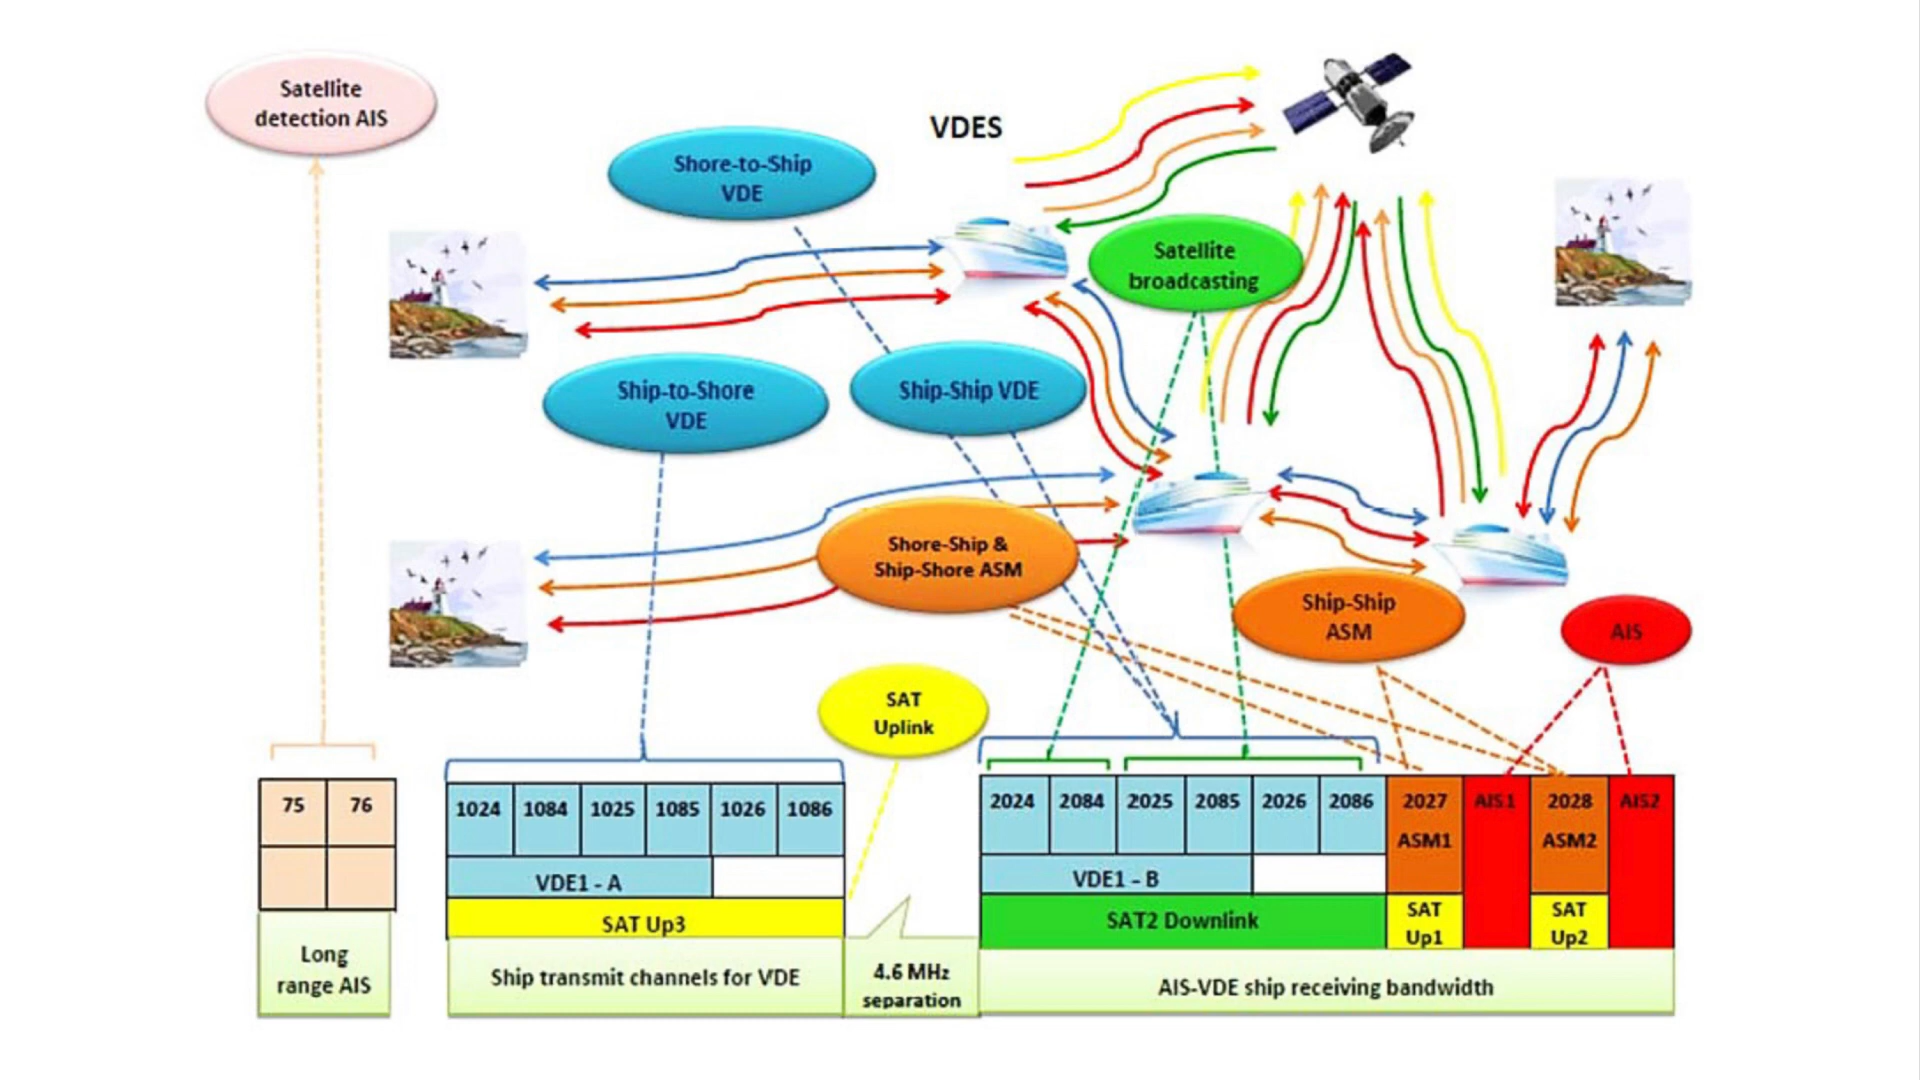 Satellite
detection AIS
VDES
Shore-to-Ship
VDE
Satellite
broadcasting
Ship-to-Shore
VDE
Ship-Ship VDE
Shore-Ship &
Ship-Shore ASM
Ship-Ship
ASM
AIS
SAT
Uplink
75 76
1024 1084 1025 1085 1026 1086
2024 2084 2025 2085 2026 2086 2027 AIS1 2028 AIS2
ASM1 ASM2
VDE1 - A
VDE1 - B
SAT Up3
SAT2 Downlink
SAT
Up1
SAT
Up2
Long
range AIS
Ship transmit channels for VDE
4.6 MHz
separation
AIS-VDE ship receiving bandwidth